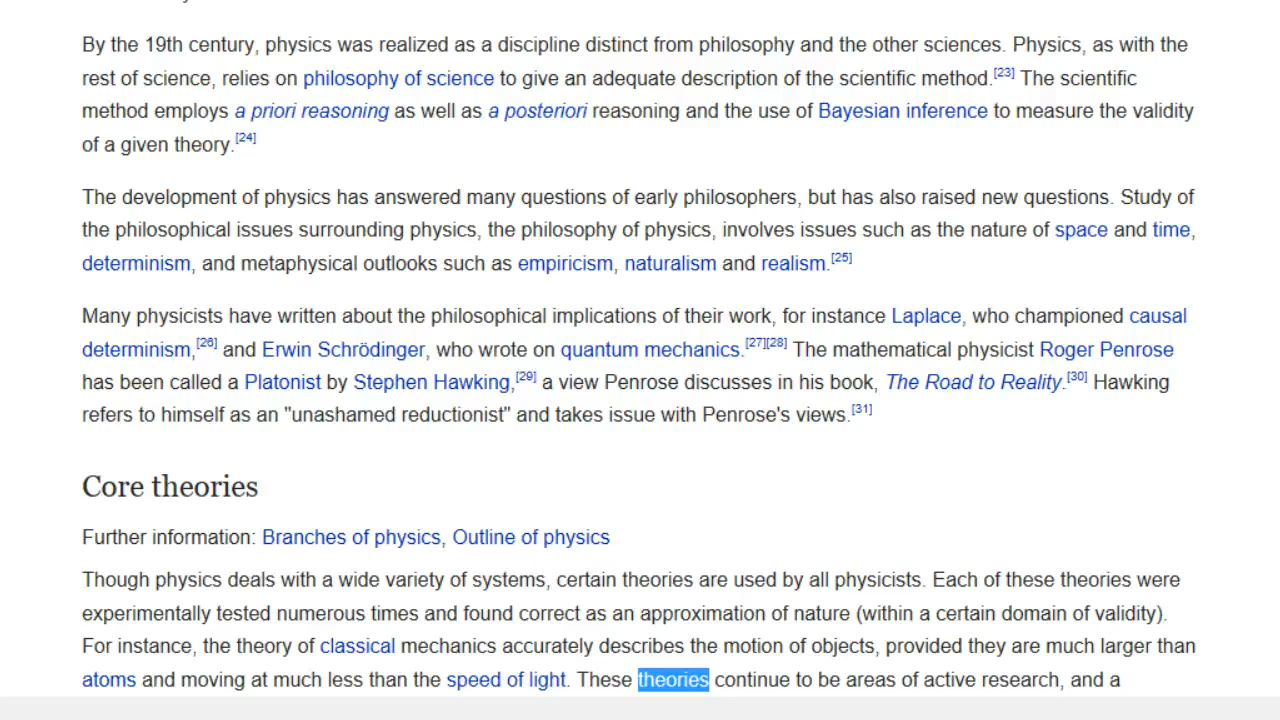 By the 19th century, physics was realized as a discipline distinct from philosophy and the other sciences. Physics, as with the
rest of science, relies on philosophy of science to give an adequate description of the scientific method.[23] The scientific
method employs a priori reasoning as well as a posteriori reasoning and the use of Bayesian inference to measure the validity
of a given theory.[24]
The development of physics has answered many questions of early philosophers, but has also raised new questions. Study of
the philosophical issues surrounding physics, the philosophy of physics, involves issues such as the nature of space and time,
determinism, and metaphysical outlooks such as empiricism, naturalism and realism.[25]
Many physicists have written about the philosophical implications of their work, for instance Laplace, who championed causal
determinism,[26] and Erwin Schrödinger, who wrote on quantum mechanics.[27][28] The mathematical physicist Roger Penrose
has been called a Platonist by Stephen Hawking,[29] a view Penrose discusses in his book, The Road to Reality.[30] Hawking
refers to himself as an "unashamed reductionist" and takes issue with Penrose's views.[31]
Core theories
Further information: Branches of physics, Outline of physics
Though physics deals with a wide variety of systems, certain theories are used by all physicists. Each of these theories were
experimentally tested numerous times and found correct as an approximation of nature (within a certain domain of validity).
For instance, the theory of classical mechanics accurately describes the motion of objects, provided they are much larger than
atoms and moving at much less than the speed of light. These theories continue to be areas of active research, and a